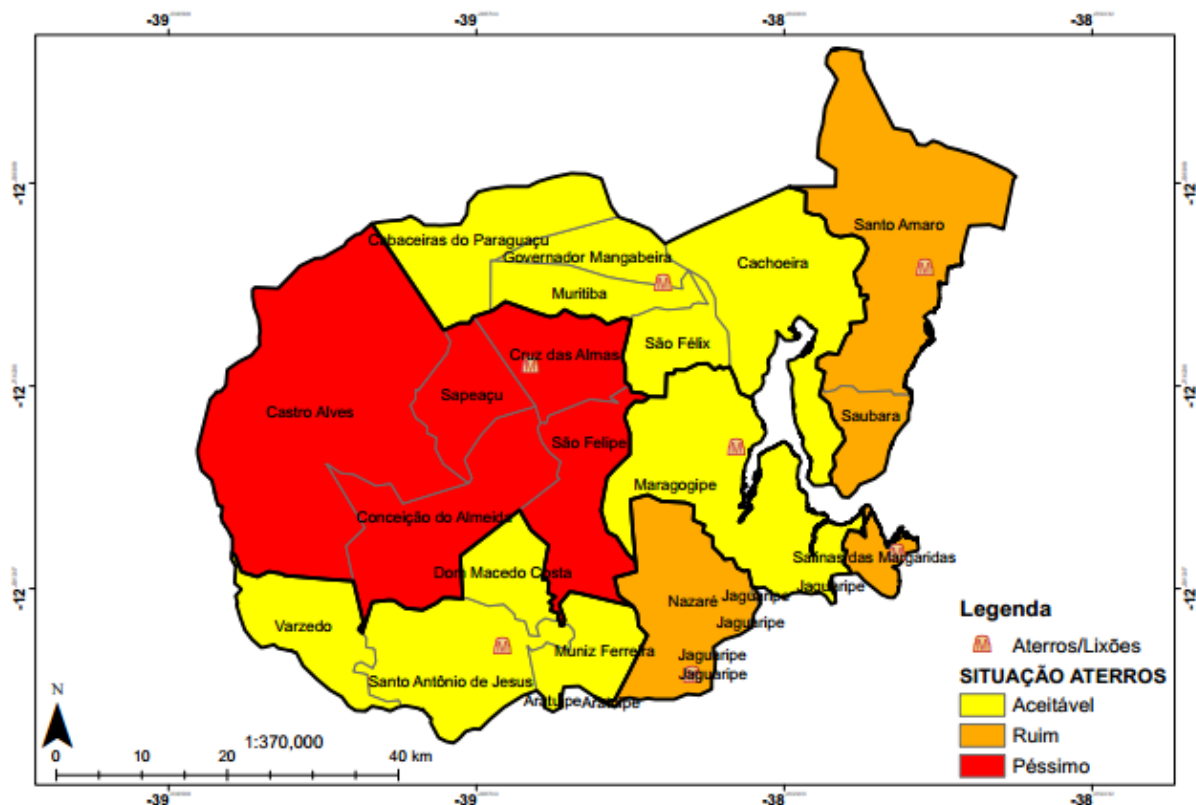 -39
-39
-38
-38
-12
-12
-12
-12
-12
-12
Santo Amaro
Cabaceiras do Paraguaçu
Governador Mangabeira
Cachoeira
Muritiba
São Félix
Cruz das Almas
Sapeaçu
Castro Alves
Saubara
São Felipe
Maragogipe
Conceição do Almeida
Salinas das Margaridas
Dom Macedo Costa
Jaguaripe
Jaguaripe
Nazaré
Jaguaripe
Varzedo
Muniz Ferreira
Jaguaripe
Jaguaripe
Santo Antônio de Jesus
Aratuipe
Aratuipe
Legenda
Aterros/Lixões
SITUAÇÃO ATERROS
Aceitável
Ruim
Péssimo
N
1:370,000
0 10 20 40 km
-39
-39
-38
-38